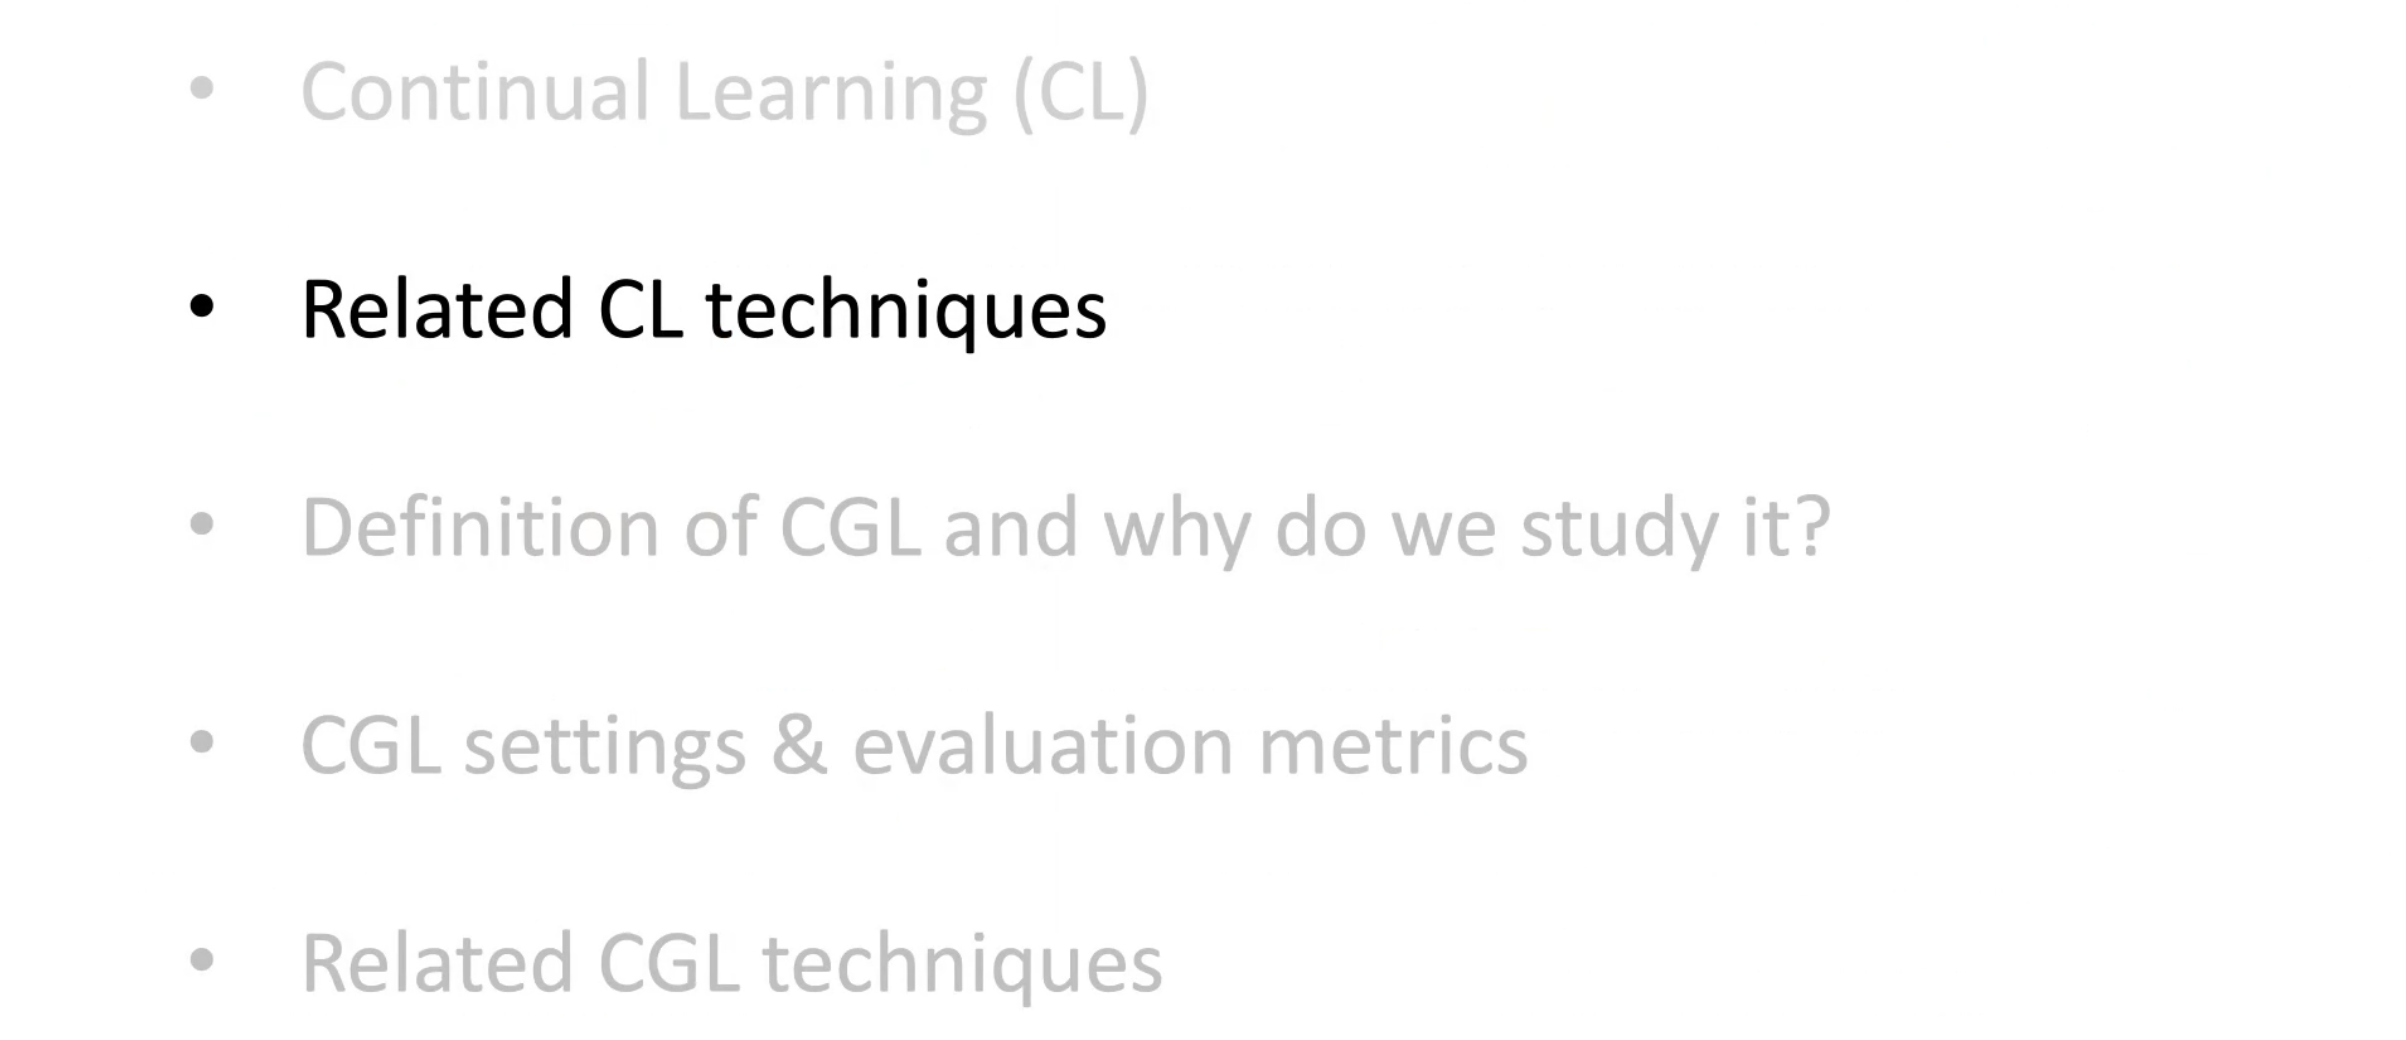 • Continual Learning (CL)
• Related CL techniques
• Definition of CGL and why do we study it?
• CGL settings & evaluation metrics
• Related CGL techniques